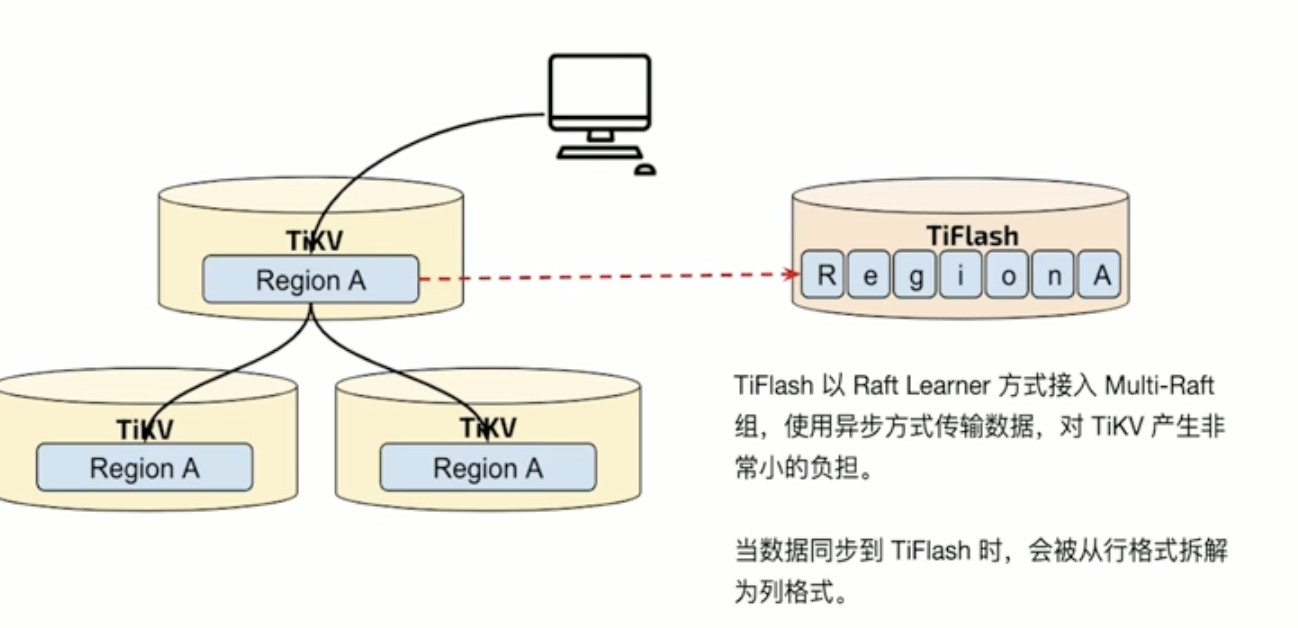 TiKV
Region A
TiFlash
R e g i o n A
TiKV
Region A
TiKV
Region A
TiFlash 以 Raft Learner 方式接入 Multi-Raft
组，使用异步方式传输数据，对 TiKV 产生非
常小的负担。
当数据同步到 TiFlash 时，会被从行格式拆解
为列格式。